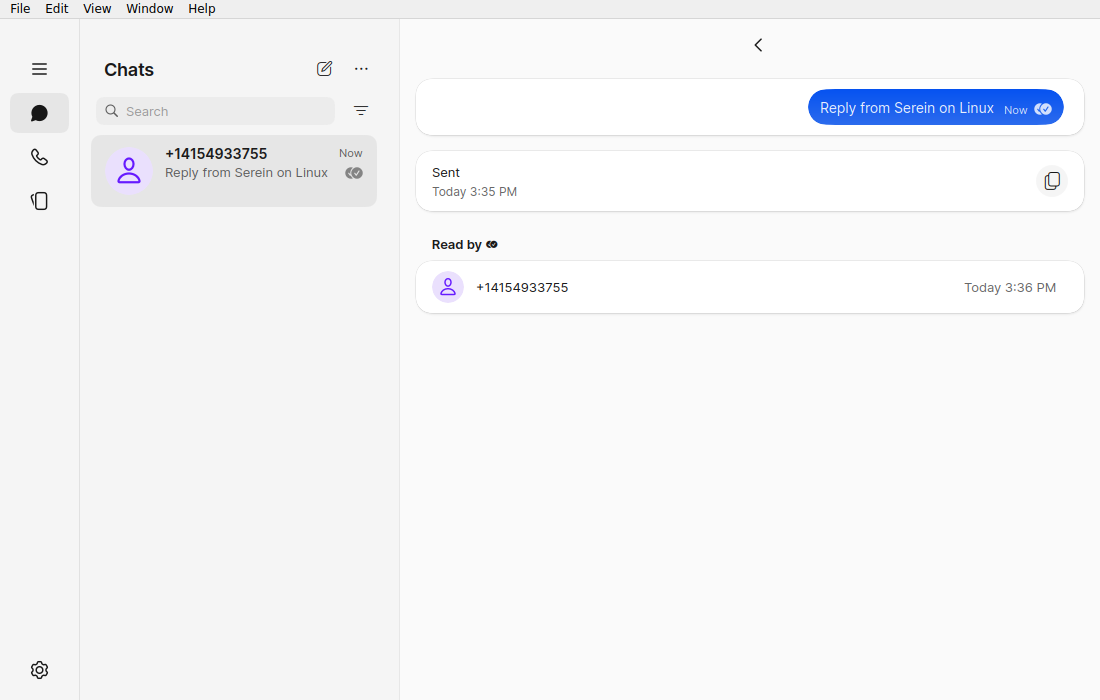 File Edit View Window Help
Chats
Search
+14154933755 Now
Reply from Serein on Linux
Reply from Serein on Linux Now
Sent
Today 3:35 PM
Read by
+14154933755 Today 3:36 PM